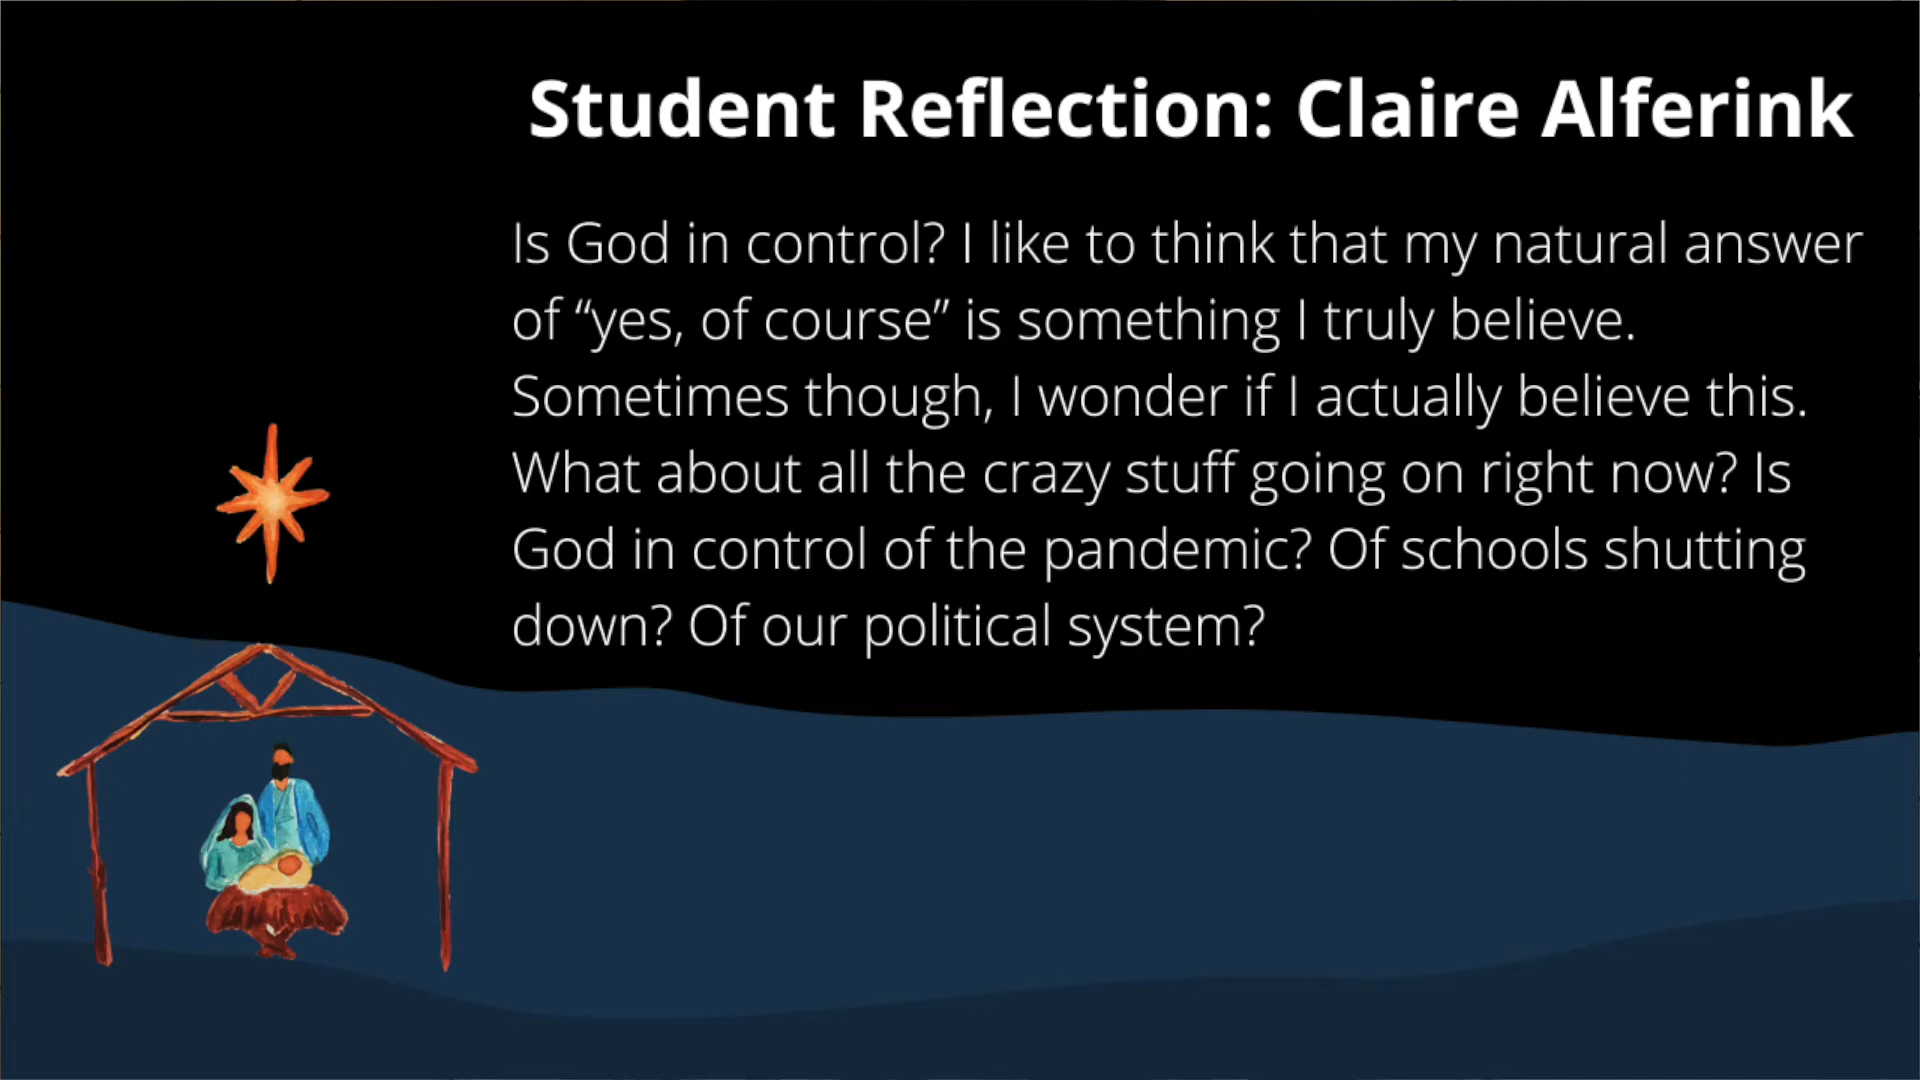 Student Reflection: Claire Alferink
Is God in control? I like to think that my natural answer
of “yes, of course” is something I truly believe.
Sometimes though, I wonder if I actually believe this.
What about all the crazy stuff going on right now? Is
God in control of the pandemic? Of schools shutting
down? Of our political system?